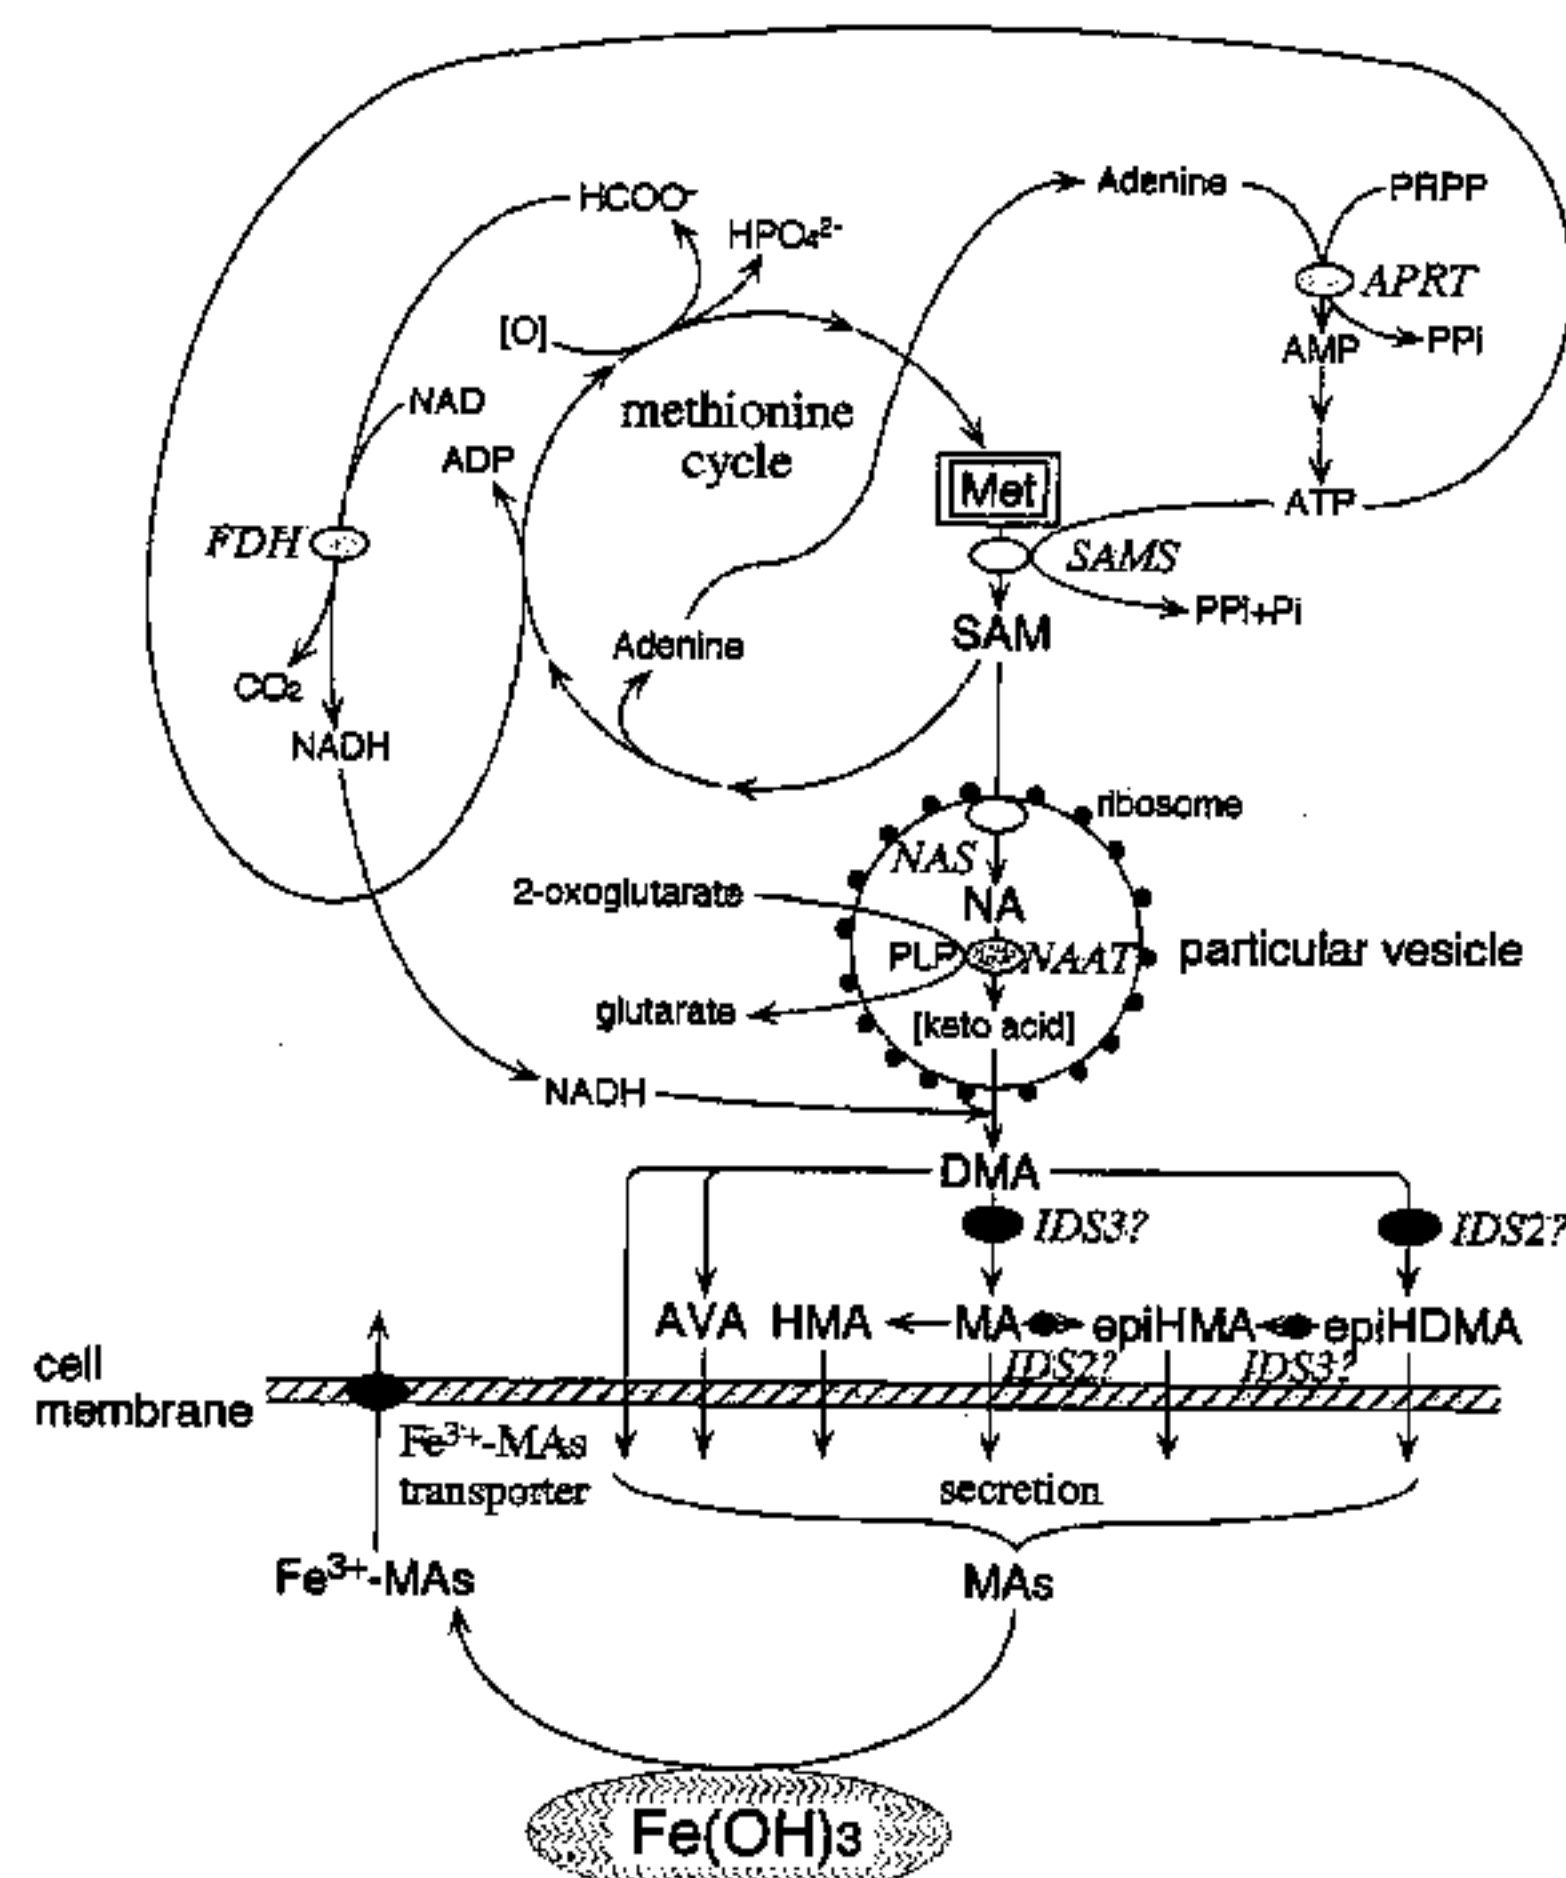 Adenine
PRPP
HCOO⁻
HPO₄²⁻
APRT
[O]
AMP
PPi
NAD
methionine
cycle
ADP
Met
ATP
FDH
SAMS
PPi+Pi
SAM
Adenine
CO₂
NADH
ribosome
NAS
2-oxoglutarate
NA
PLP
NAAT
particular vesicle
glutarate
[keto acid]
NADH
DMA
IDS3?
IDS2?
AVA HMA MA epiHMA epiHDMA
IDS2? IDS3?
cell
membrane
Fe³⁺-MAs
transporter
secretion
Fe³⁺-MAs
MAs
Fe(OH)₃